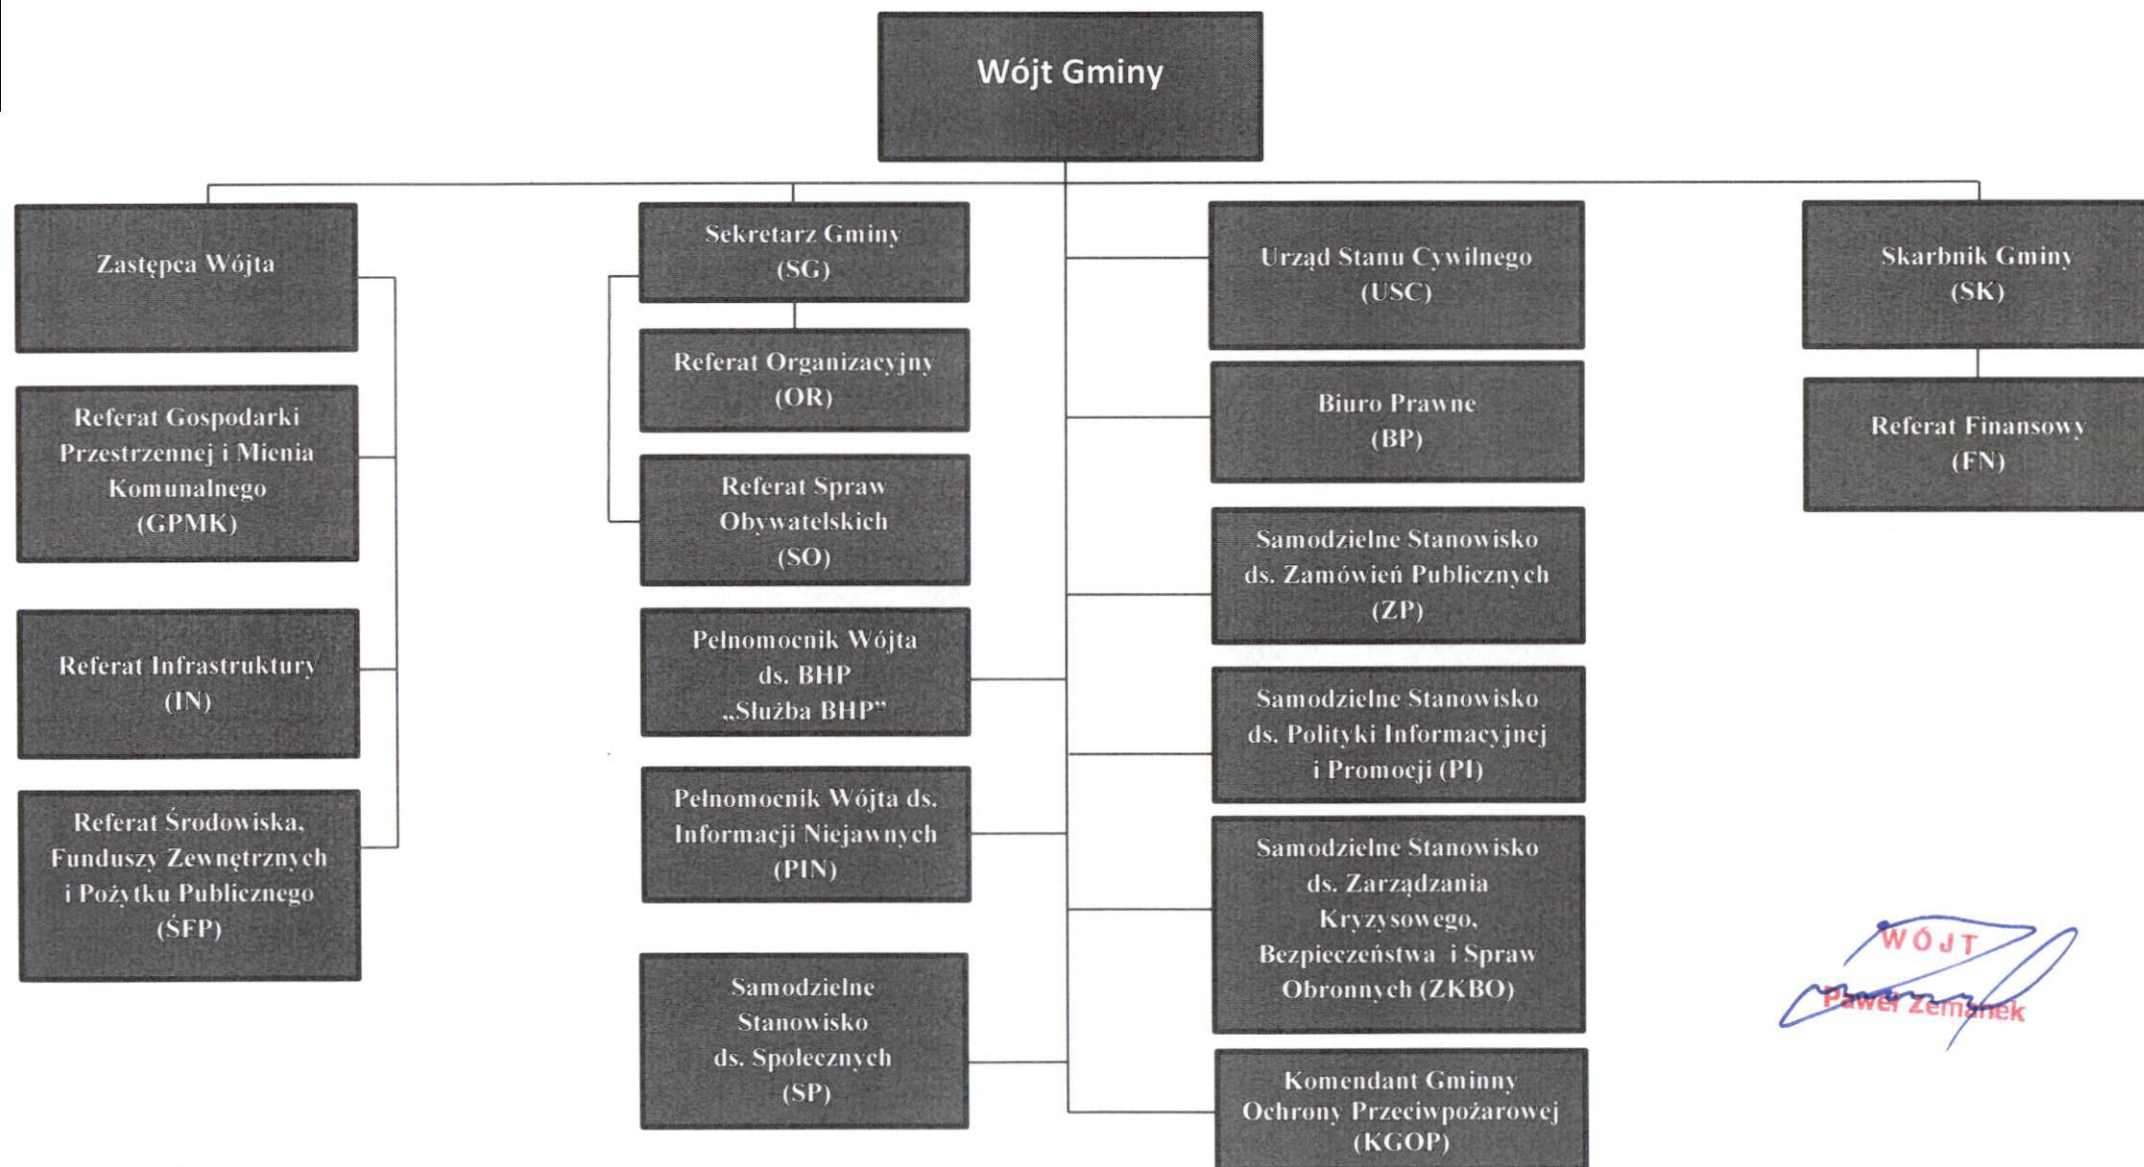 Wójt Gminy
Zastępca Wójta
Referat Gospodarki
Przestrzennej i Mienia
Komunalnego
(GPMK)
Referat Infrastruktury
(IN)
Referat Środowiska,
Funduszy Zewnętrznych
i Pożytku Publicznego
(ŚFP)
Sekretarz Gminy
(SG)
Referat Organizacyjny
(OR)
Referat Spraw
Obywatelskich
(SO)
Pełnomocnik Wójta
ds. BHP
„Służba BHP”
Pełnomocnik Wójta ds.
Informacji Niejawnych
(PIN)
Samodzielne
Stanowisko
ds. Społecznych
(SP)
Urząd Stanu Cywilnego
(USC)
Biuro Prawne
(BP)
Samodzielne Stanowisko
ds. Zamówień Publicznych
(ZP)
Samodzielne Stanowisko
ds. Polityki Informacyjnej
i Promocji (PI)
Samodzielne Stanowisko
ds. Zarządzania
Kryzysowego,
Bezpieczeństwa i Spraw
Obronnych (ZKBO)
Komendant Gminny
Ochrony Przeciwpożarowej
(KGOP)
Skarbnik Gminy
(SK)
Referat Finansowy
(FN)
WÓJT
Paweł Zemanek